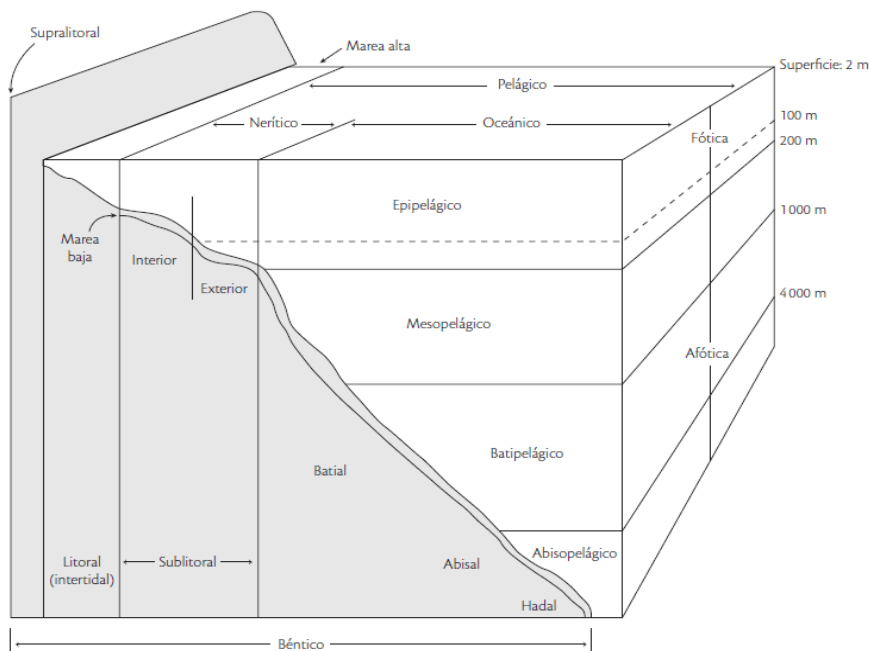 Supralitoral
Marea alta
Superficie: 2 m
Pelágico
100 m
Nerítico
Oceánico
Fótica
200 m
Epipelágico
1 000 m
Marea
baja
Interior
Exterior
4 000 m
Mesopelágico
Afótica
Batipelágico
Batial
Abisopelágico
Litoral
(intertidal)
Sublitoral
Abisal
Hadal
Béntico